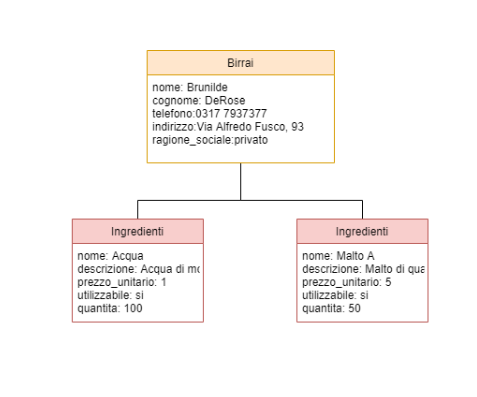 Birrai
nome: Brunilde
cognome: DeRose
telefono:0317 7937377
indirizzo:Via Alfredo Fusco, 93
ragione_sociale:privato
Ingredienti
nome: Acqua
descrizione: Acqua di
prezzo_unitario: 1
utilizzabile: si
quantita: 100
Ingredienti
nome: Malto A
descrizione: Malto di
prezzo_unitario: 5
utilizzabile: si
quantita: 50